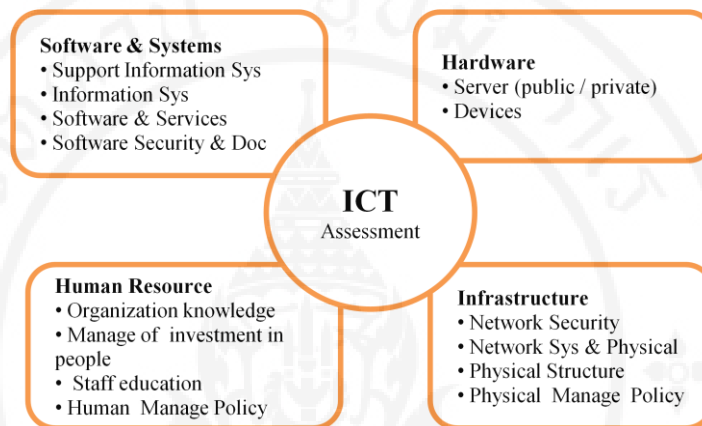 Software & Systems
• Support Information Sys
• Information Sys
• Software & Services
• Software Security & Doc
Hardware
• Server (public / private)
• Devices
ICT
Assessment
Human Resource
• Organization knowledge
• Manage of investment in
people
• Staff education
• Human Manage Policy
Infrastructure
• Network Security
• Network Sys & Physical
• Physical Structure
• Physical Manage Policy